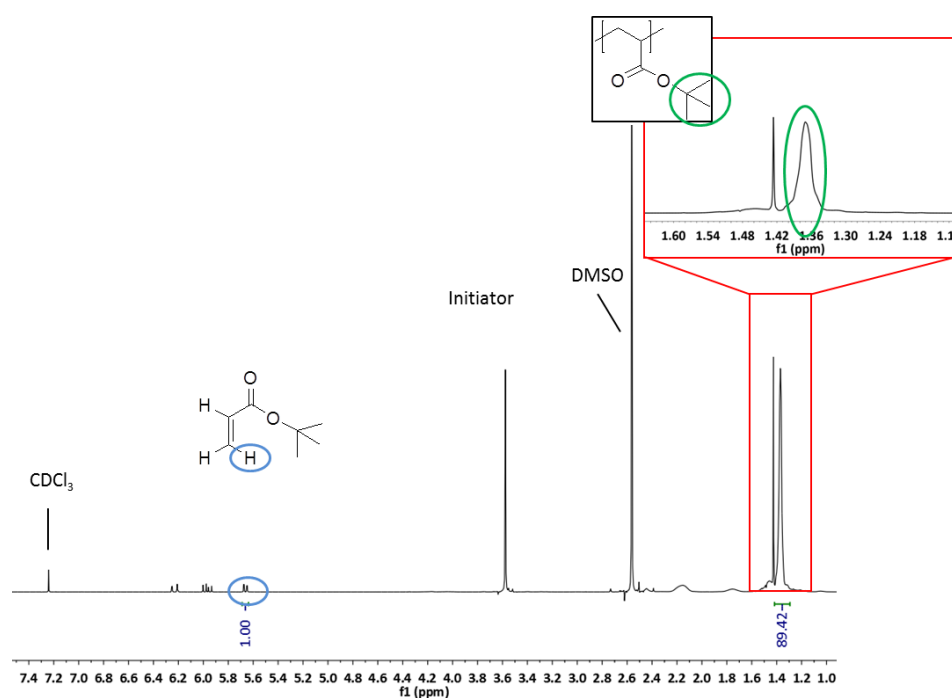 O
O
1.60 1.54 1.48 1.42 1.36 1.30 1.24 1.18 1.1
f1 (ppm)
DMSO
Initiator
O
H
O
H
H
CDCl3
1.00
89.42
7.4 7.2 7.0 6.8 6.6 6.4 6.2 6.0 5.8 5.6 5.4 5.2 5.0 4.8 4.6 4.4 4.2 4.0 3.8 3.6 3.4 3.2 3.0 2.8 2.6 2.4 2.2 2.0 1.8 1.6 1.4 1.2 1.0
f1 (ppm)